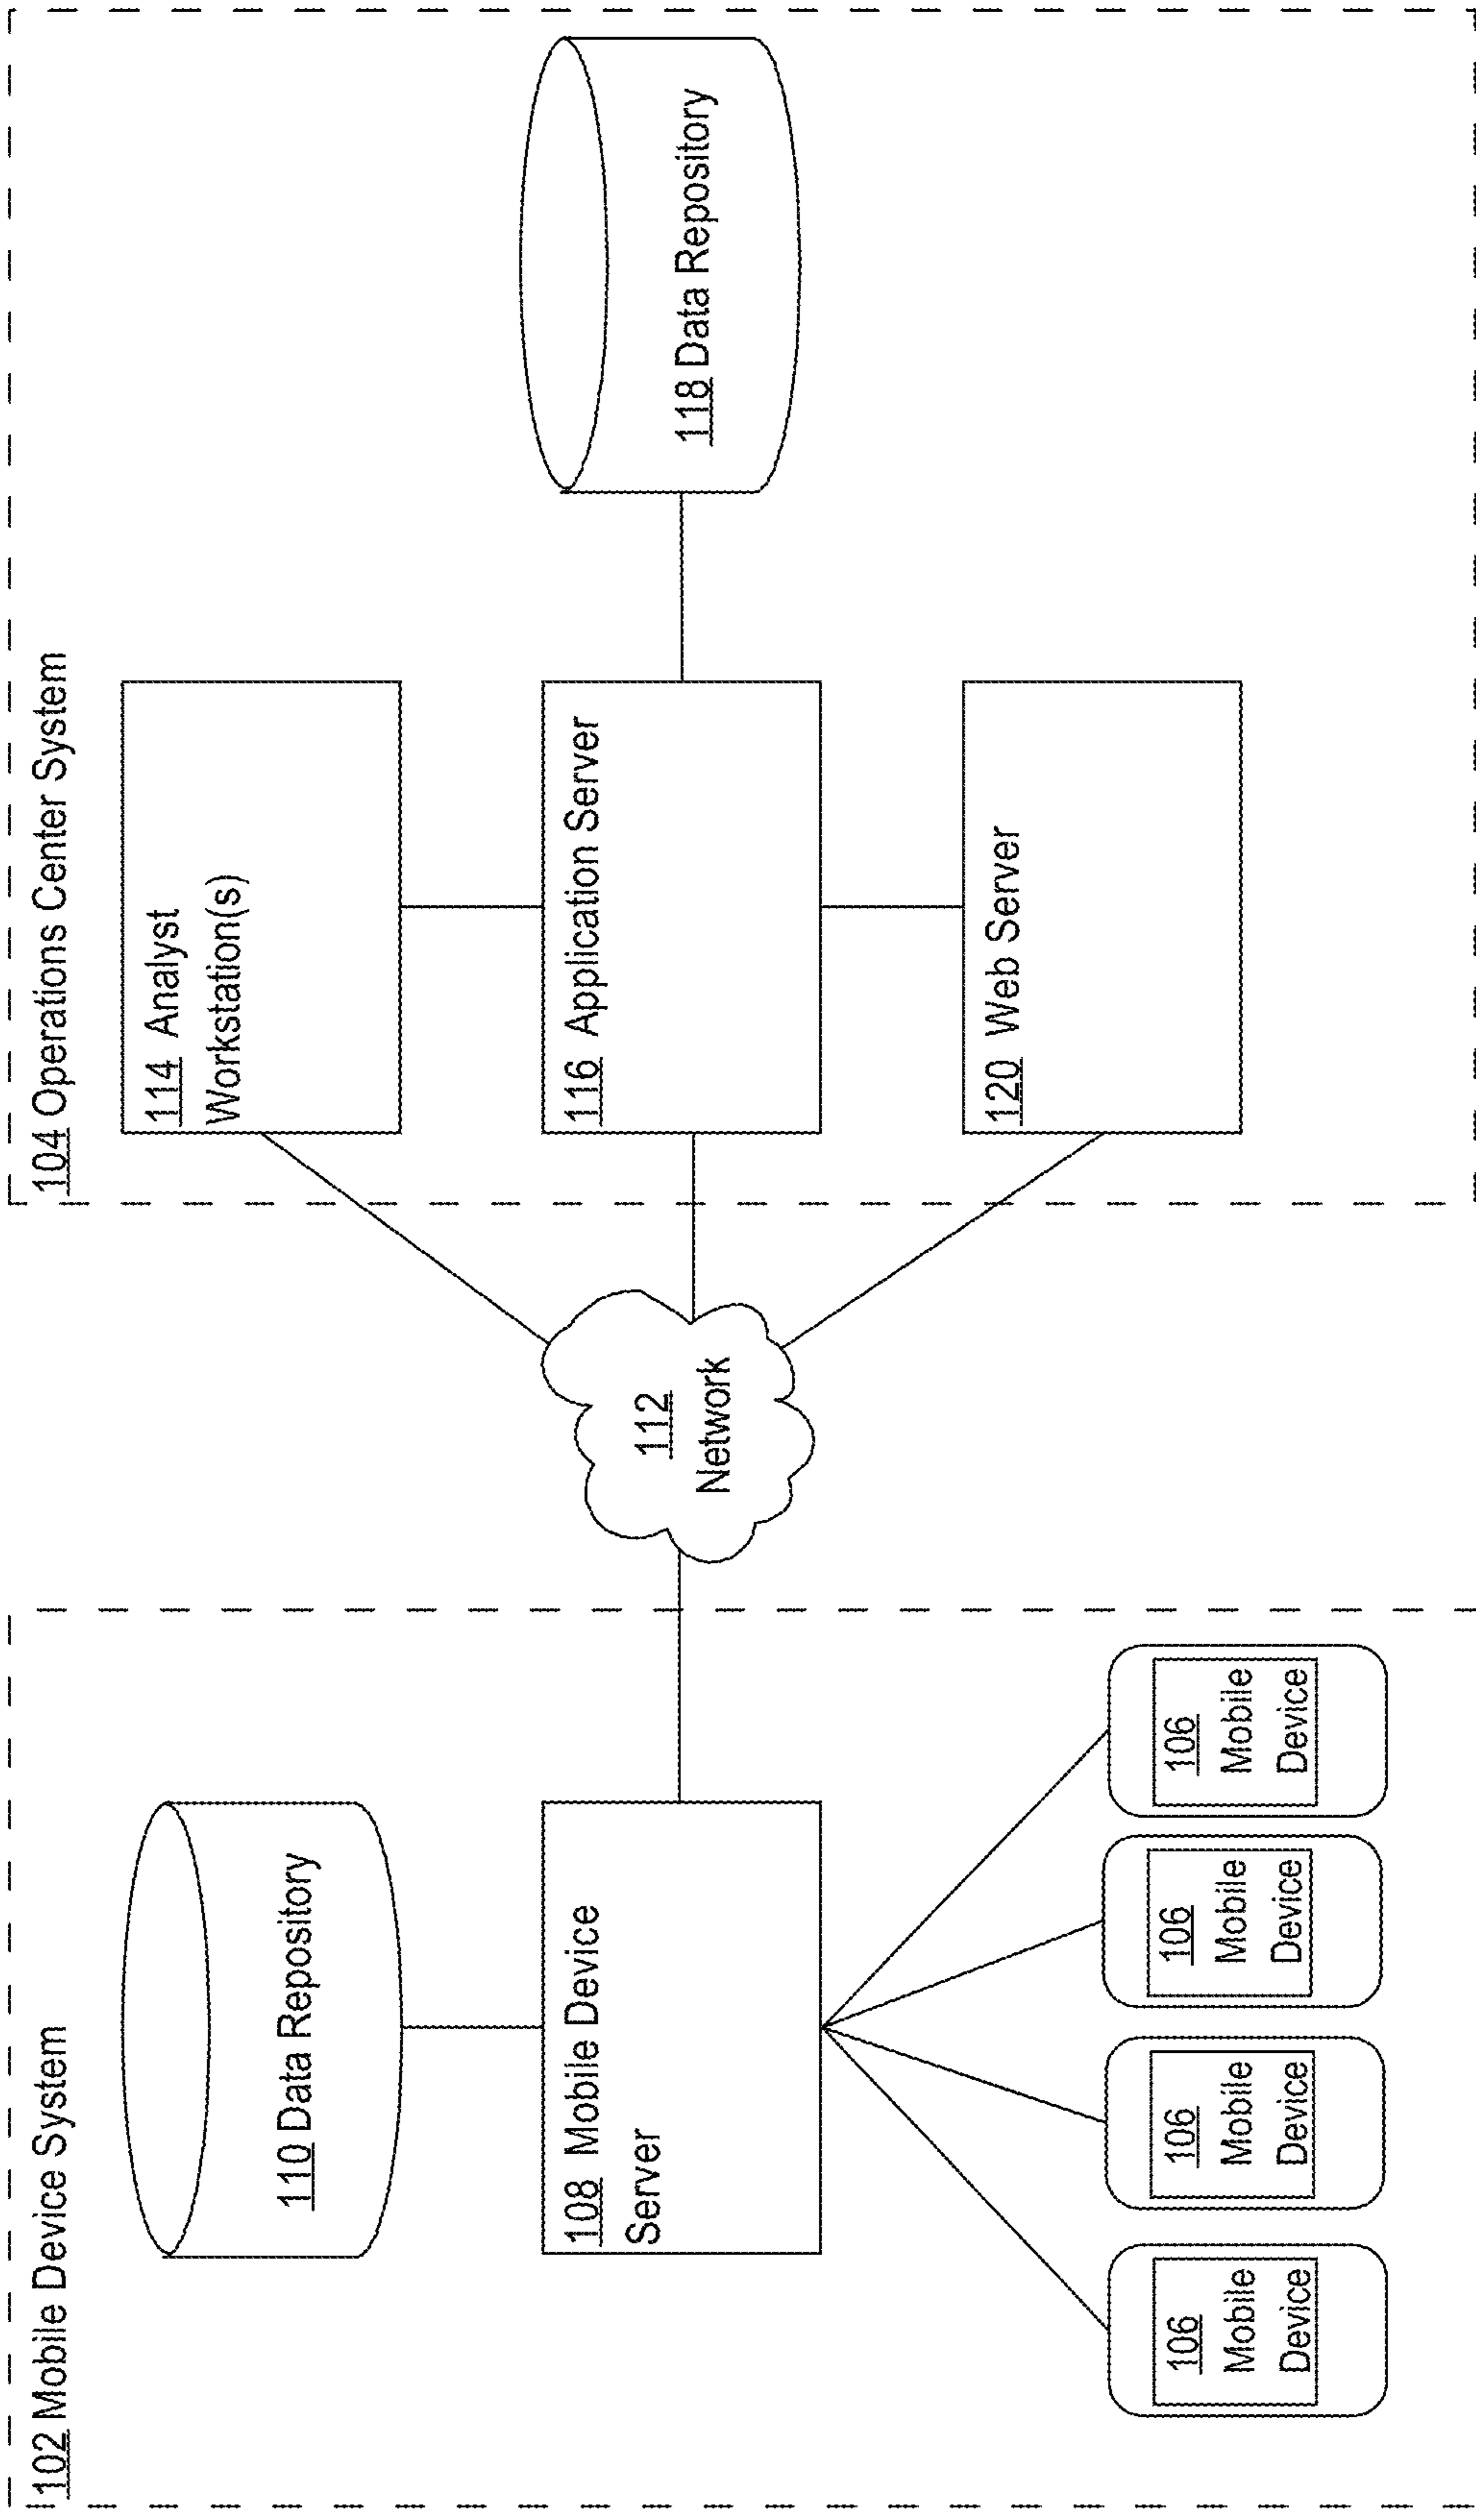 102 Mobile Device System
110 Data Repository
108 Mobile Device
Server
106
Mobile
Device
106
Mobile
Device
106
Mobile
Device
106
Mobile
Device
112
Network
104 Operations Center System
114 Analyst
Workstation(s)
116 Application Server
118 Data Repository
120 Web Server